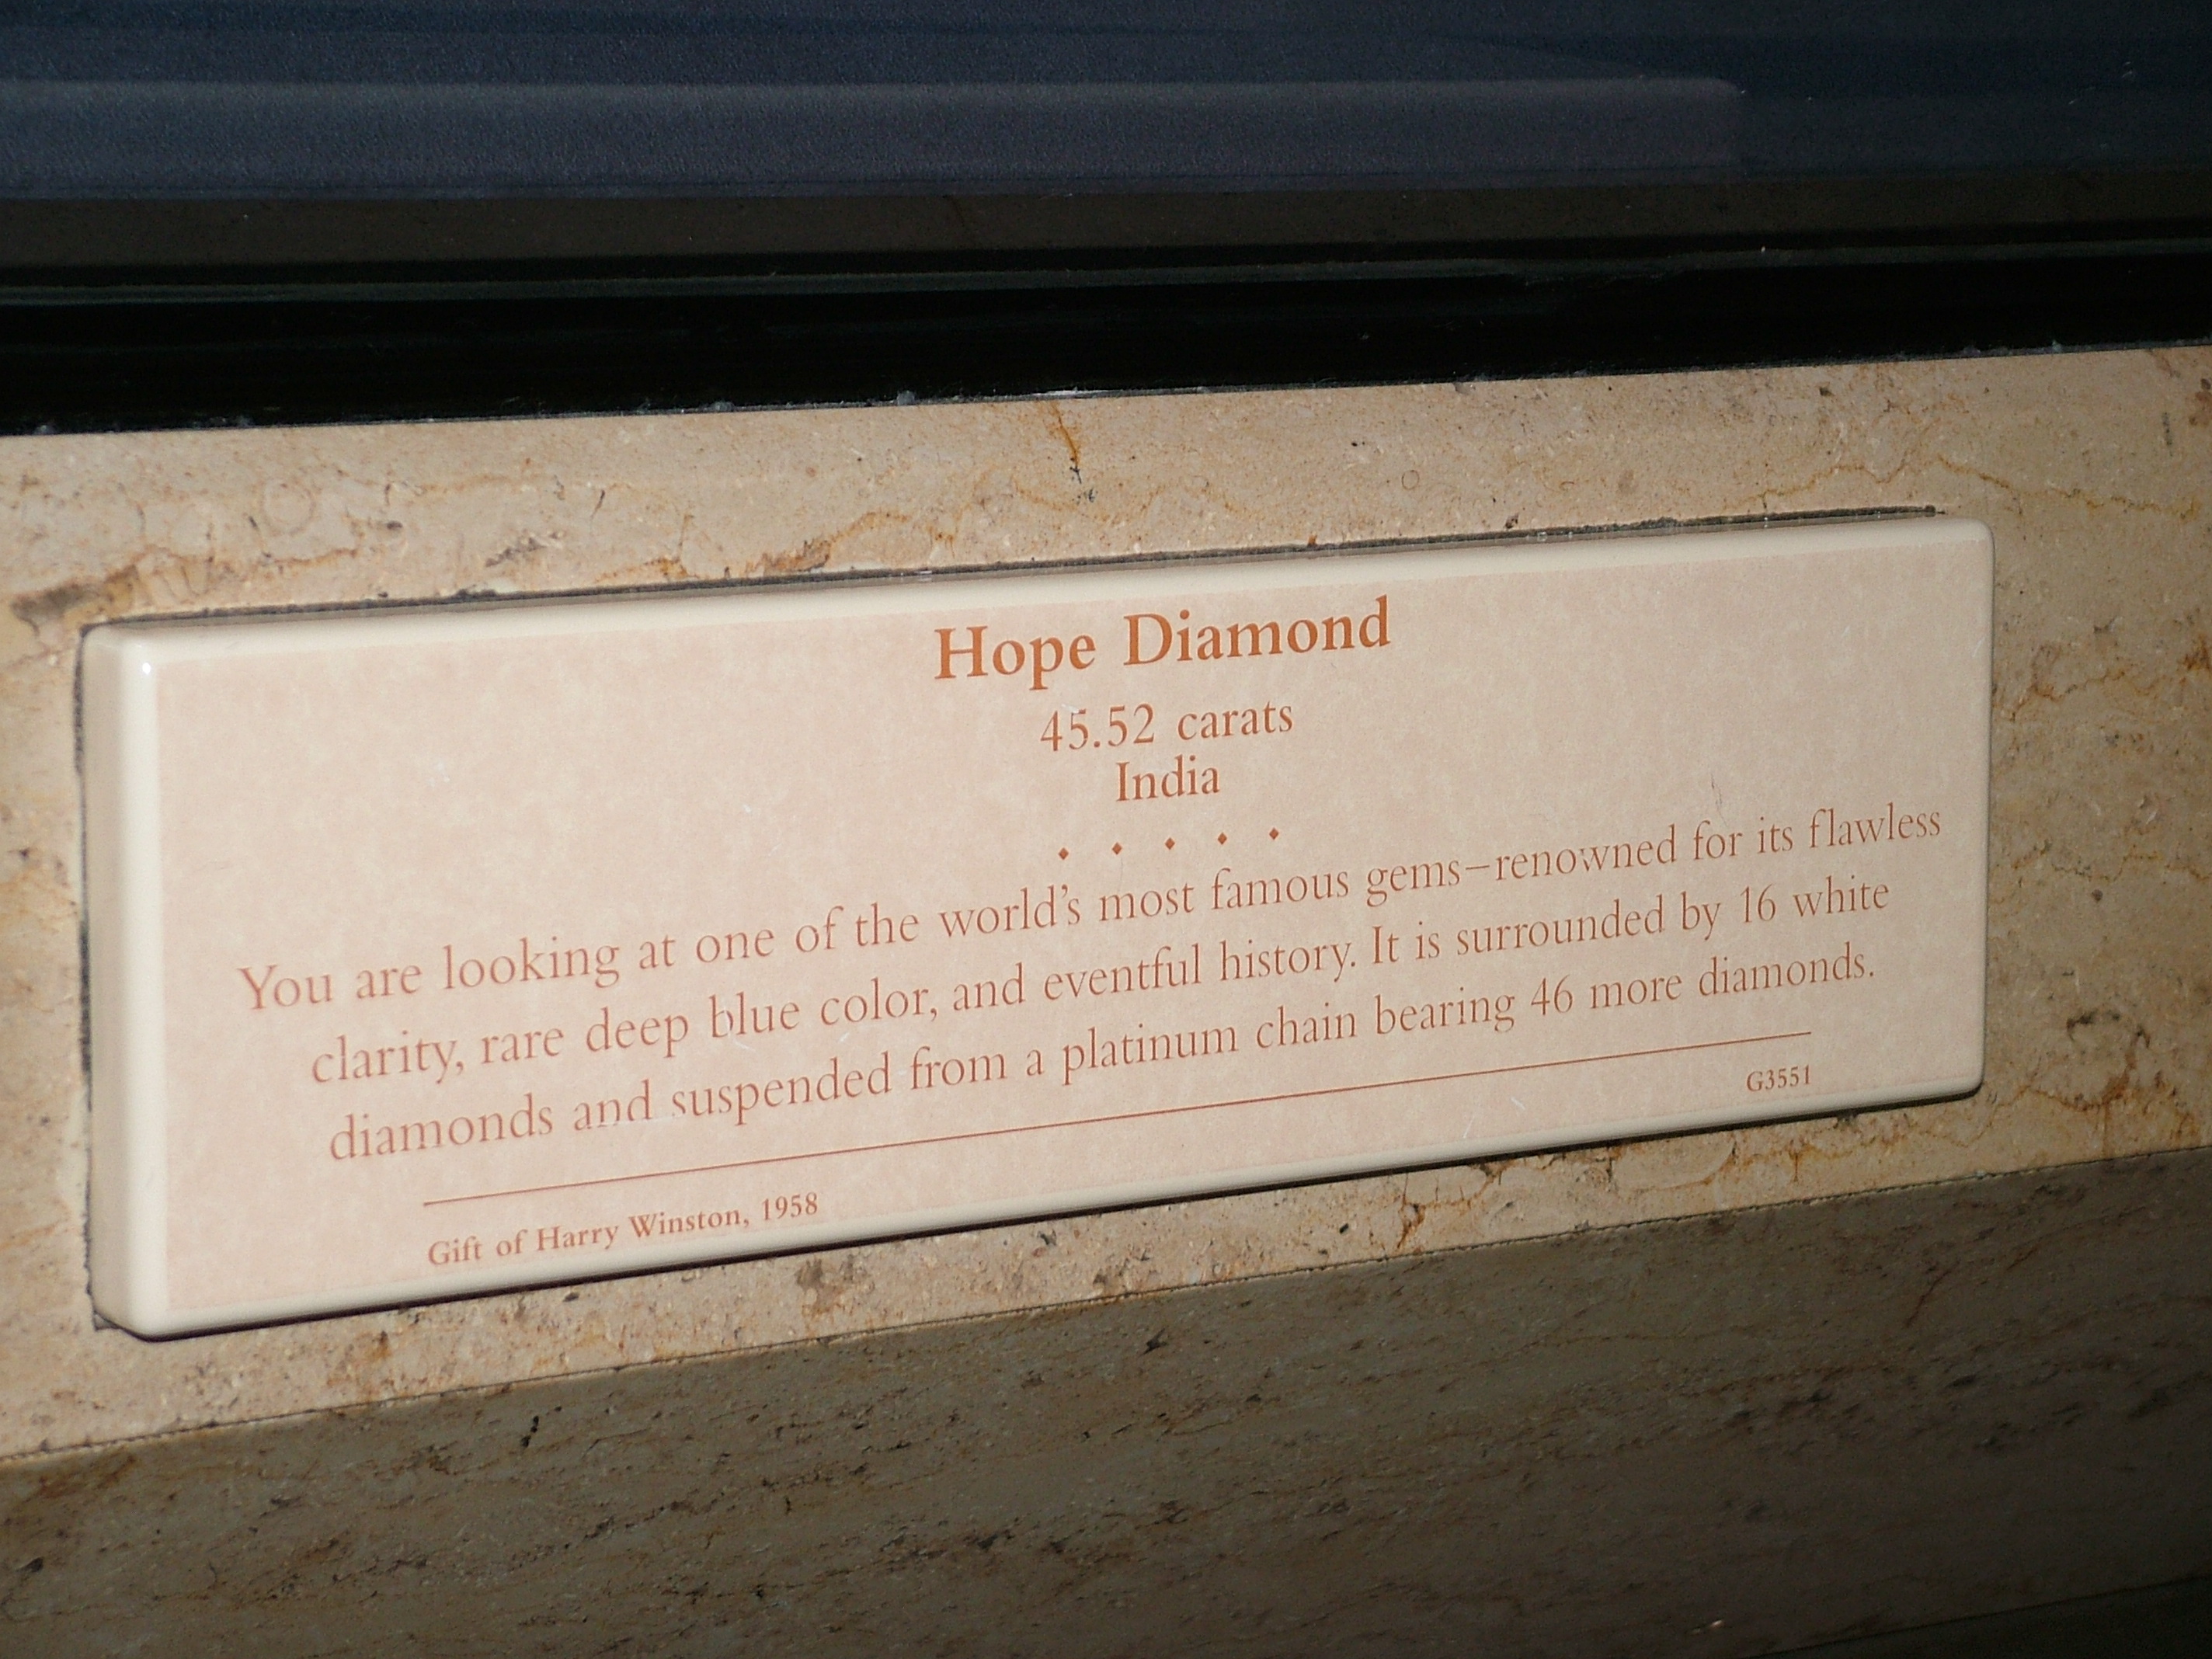 Hope Diamond
45.52 carats
India
You are looking at one of the world's most famous gems–renowned for its flawless
clarity, rare deep blue color, and eventful history. It is surrounded by 16 white
diamonds and suspended from a platinum chain bearing 46 more diamonds.
G3551
Gift of Harry Winston, 1958